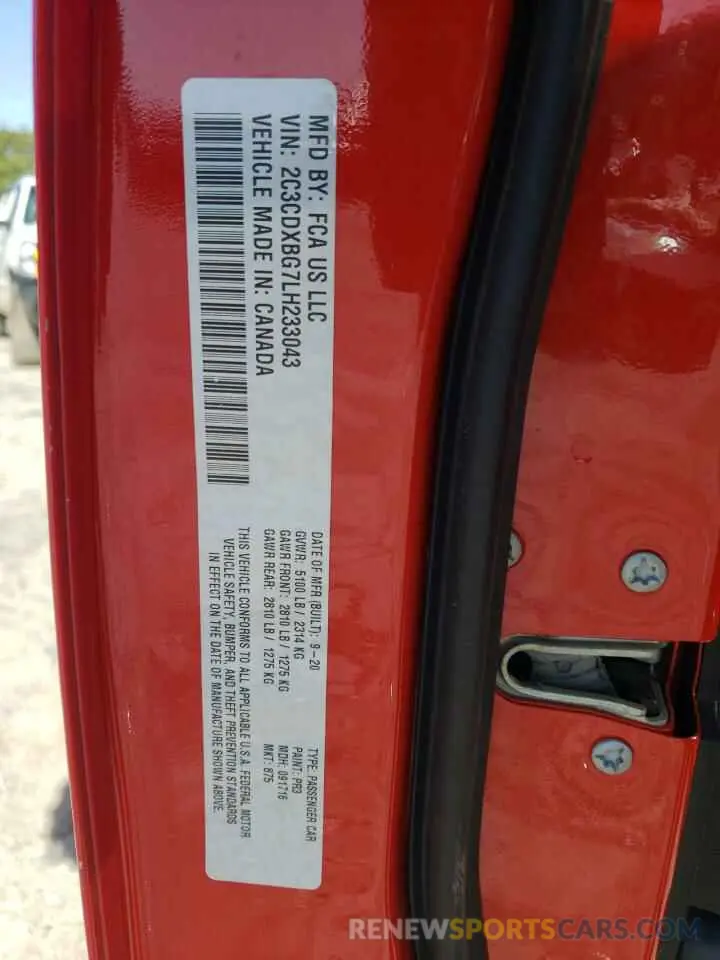 MFD BY: FCA US LLC
VIN: 2C3CDXBG7LH233043
VEHICLE MADE IN: CANADA
DATE OF MFR (BUILT): 9-20
GVWR: 5100 LB / 2314 KG
GAWR FRONT: 2810 LB / 1275 KG
GAWR REAR: 2810 LB / 1275 KG
TYPE: PASSENGER CAR
PAINT: PR3
MDH: 091716
MKT: 875
THIS VEHICLE CONFORMS TO ALL APPLICABLE U.S.A. FEDERAL MOTOR
VEHICLE SAFETY, BUMPER, AND THEFT PREVENTION STANDARDS
IN EFFECT ON THE DATE OF MANUFACTURE SHOWN ABOVE.
RENEWSPORTSCARS.COM